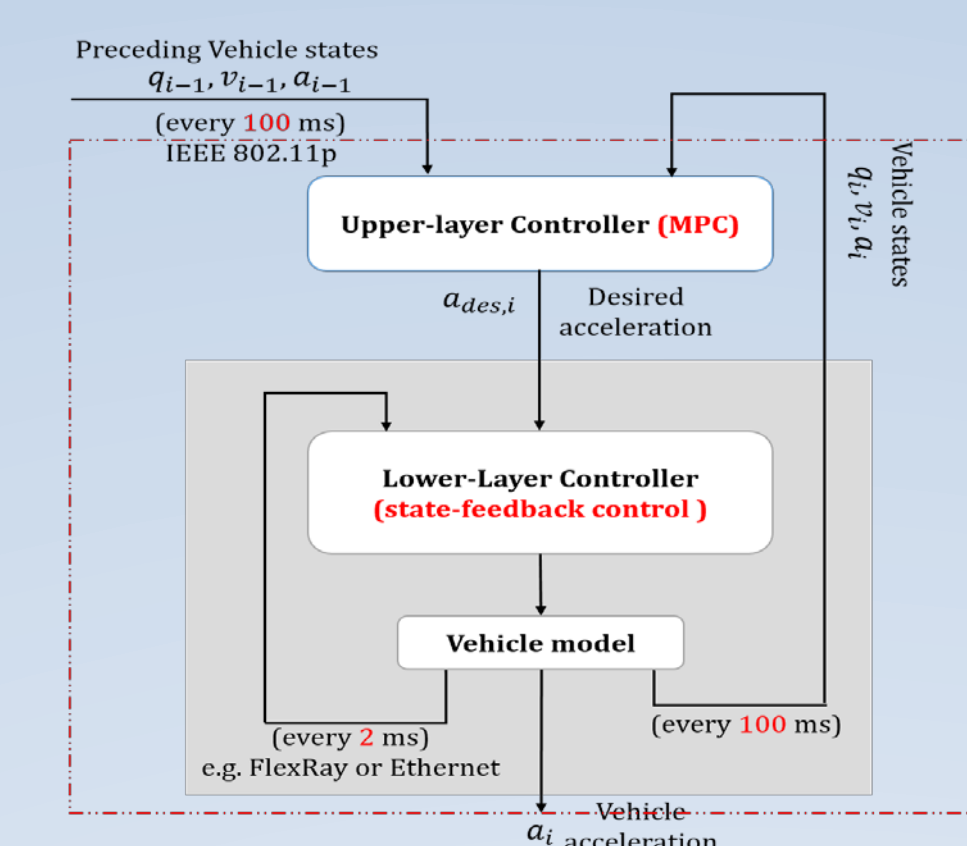 Preceding Vehicle states
qᵢ₋₁, vᵢ₋₁, aᵢ₋₁
(every 100 ms)
IEEE 802.11p
Vehicle states
qᵢ, vᵢ, aᵢ
Upper-layer Controller (MPC)
a_des,i
Desired
acceleration
Lower-Layer Controller
(state-feedback control )
Vehicle model
(every 100 ms)
(every 2 ms)
e.g. FlexRay or Ethernet
Vehicle
aᵢ acceleration